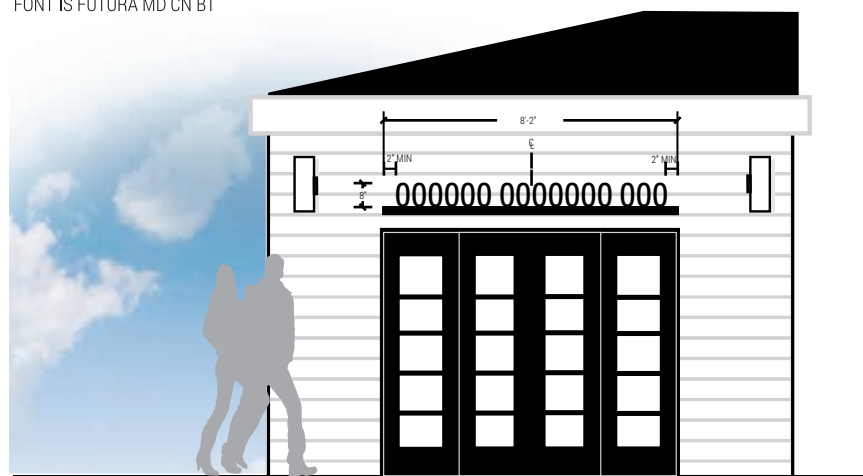 FONT IS FUTURA MD CN BT
8'-2"
℄
2" MIN
2" MIN
8"
000000 0000000 000